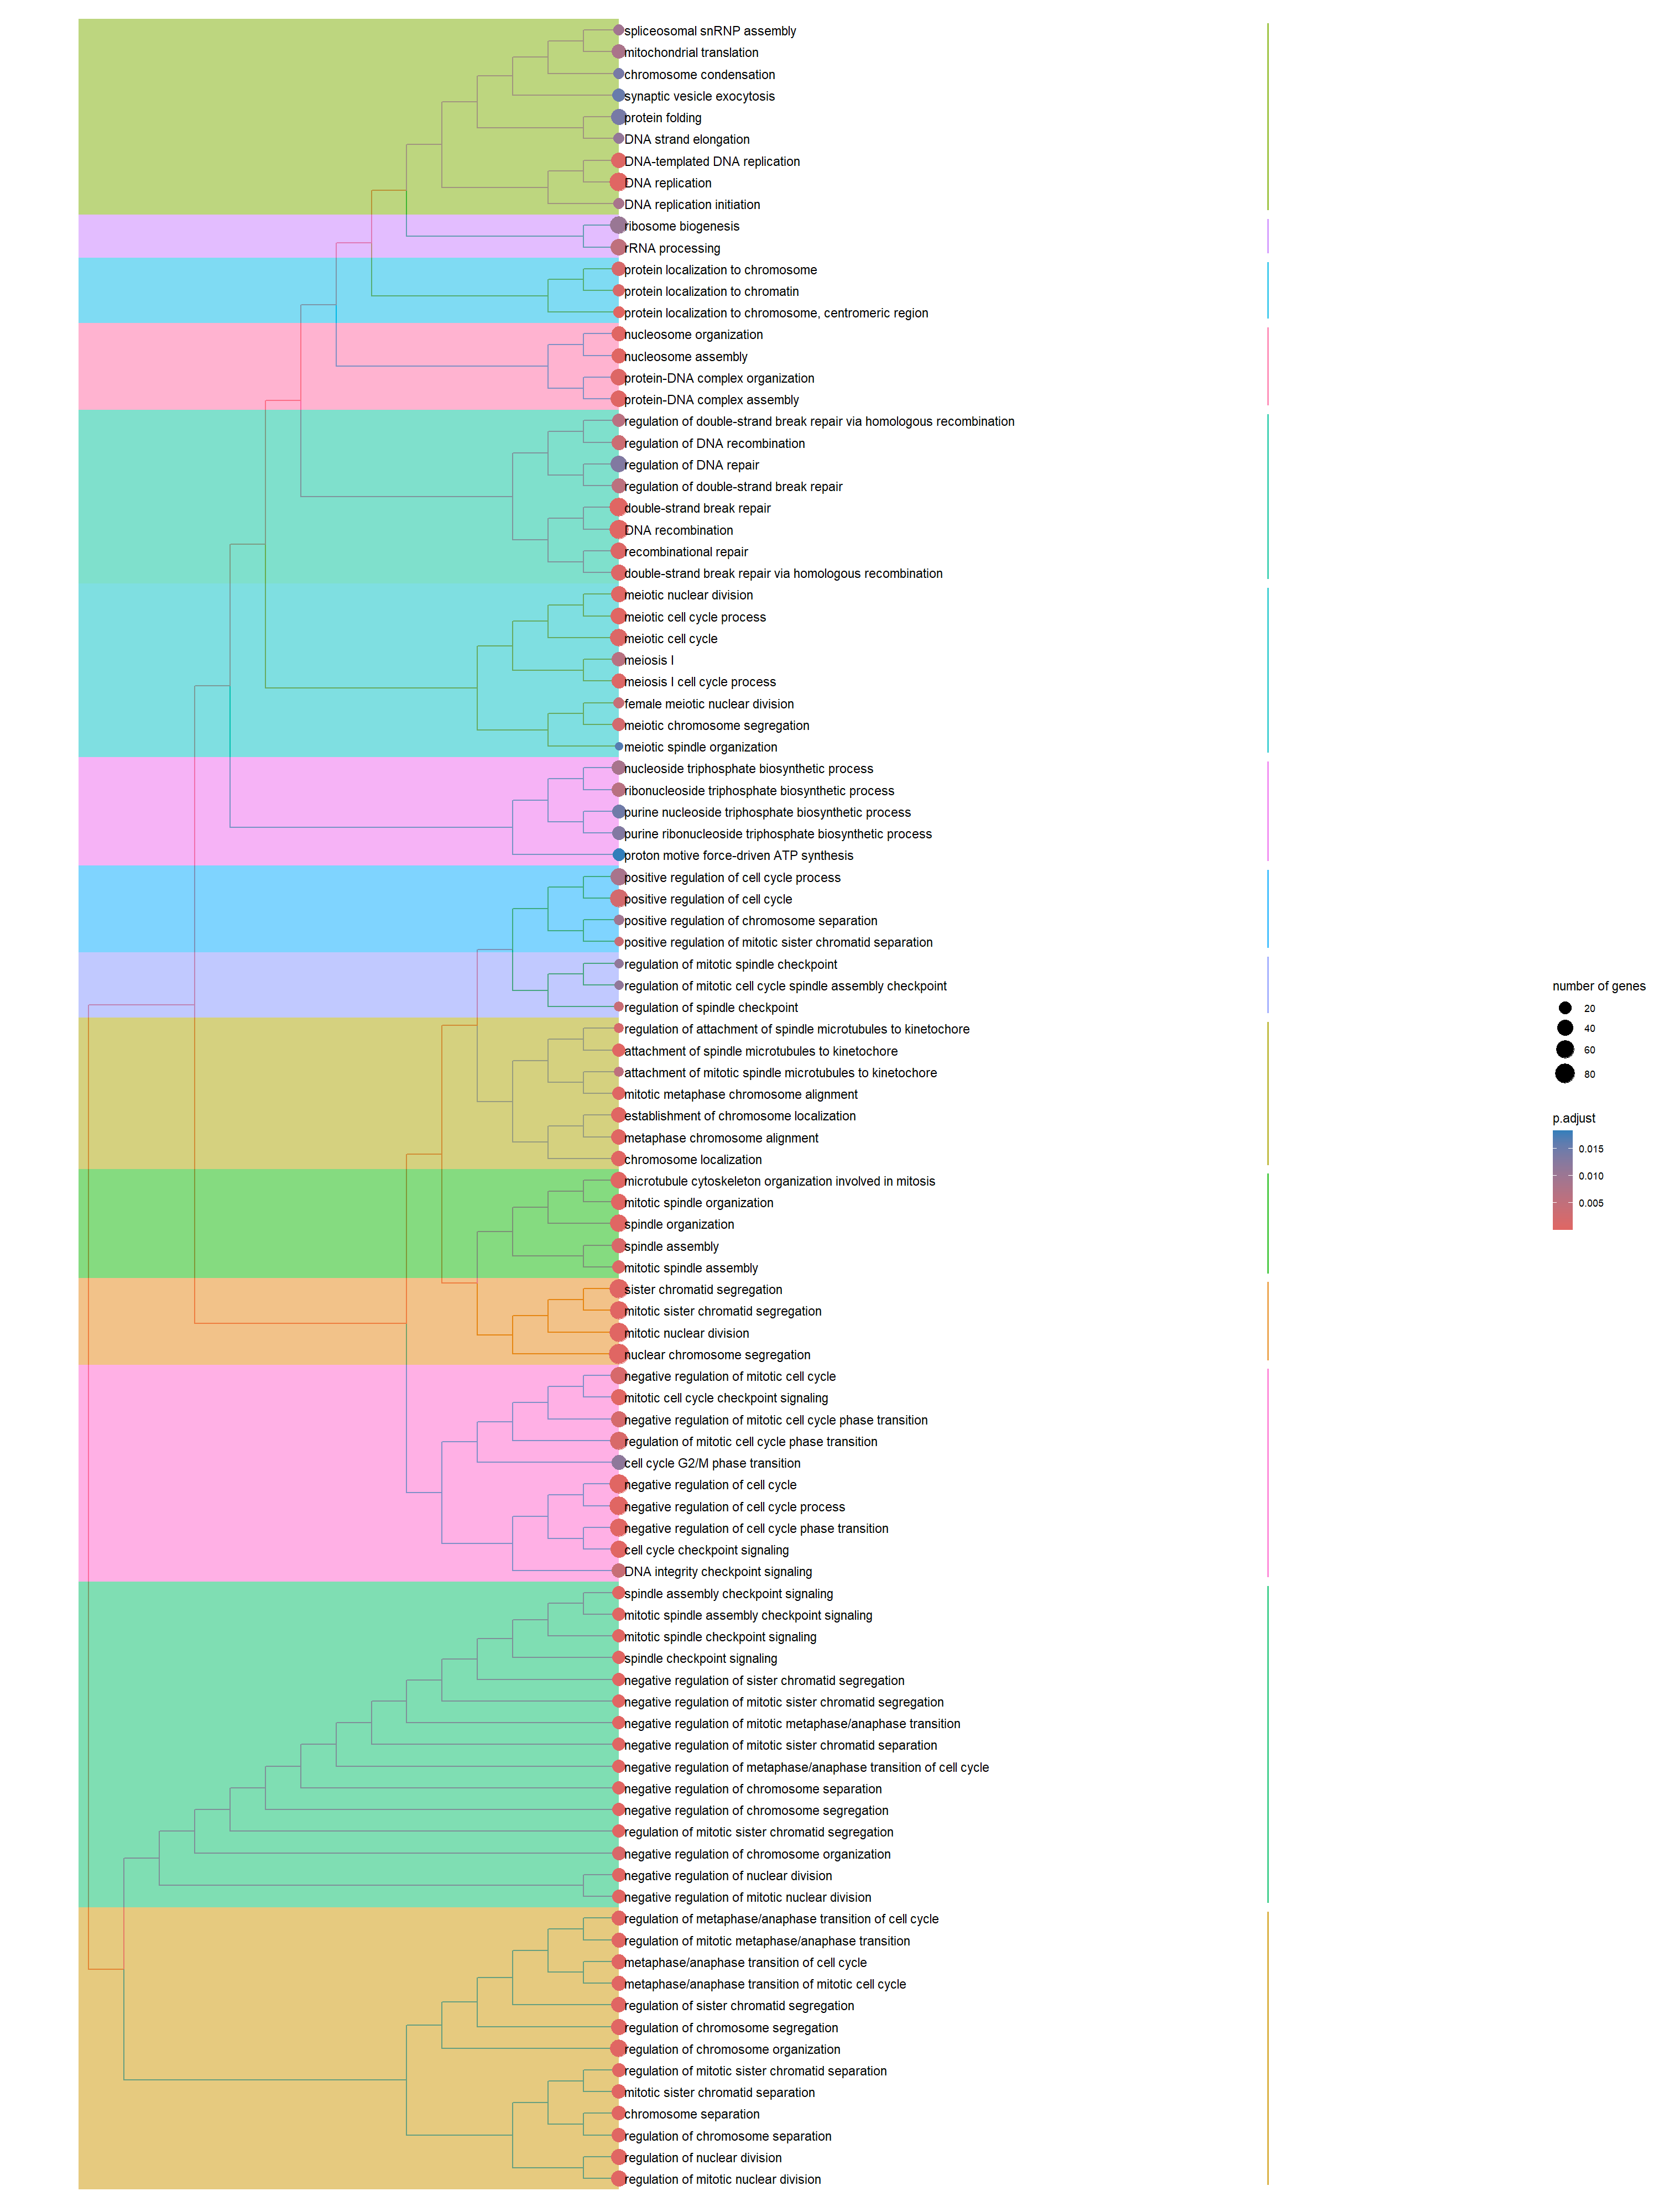 spliceosomal snRNP assembly
mitochondrial translation
chromosome condensation
synaptic vesicle exocytosis
protein folding
DNA strand elongation
DNA-templated DNA replication
DNA replication
DNA replication initiation
ribosome biogenesis
rRNA processing
protein localization to chromosome
protein localization to chromatin
protein localization to chromosome, centromeric region
nucleosome organization
nucleosome assembly
protein-DNA complex organization
protein-DNA complex assembly
regulation of double-strand break repair via homologous recombination
regulation of DNA recombination
regulation of DNA repair
regulation of double-strand break repair
double-strand break repair
DNA recombination
recombinational repair
double-strand break repair via homologous recombination
meiotic nuclear division
meiotic cell cycle process
meiotic cell cycle
meiosis I
meiosis I cell cycle process
female meiotic nuclear division
meiotic chromosome segregation
meiotic spindle organization
nucleoside triphosphate biosynthetic process
ribonucleoside triphosphate biosynthetic process
purine nucleoside triphosphate biosynthetic process
purine ribonucleoside triphosphate biosynthetic process
proton motive force-driven ATP synthesis
positive regulation of cell cycle process
positive regulation of cell cycle
positive regulation of chromosome separation
positive regulation of mitotic sister chromatid separation
regulation of mitotic spindle checkpoint
regulation of mitotic cell cycle spindle assembly checkpoint
regulation of spindle checkpoint
regulation of attachment of spindle microtubules to kinetochore
attachment of spindle microtubules to kinetochore
attachment of mitotic spindle microtubules to kinetochore
mitotic metaphase chromosome alignment
establishment of chromosome localization
metaphase chromosome alignment
chromosome localization
microtubule cytoskeleton organization involved in mitosis
mitotic spindle organization
spindle organization
spindle assembly
mitotic spindle assembly
sister chromatid segregation
mitotic sister chromatid segregation
mitotic nuclear division
nuclear chromosome segregation
negative regulation of mitotic cell cycle
mitotic cell cycle checkpoint signaling
negative regulation of mitotic cell cycle phase transition
regulation of mitotic cell cycle phase transition
cell cycle G2/M phase transition
negative regulation of cell cycle
negative regulation of cell cycle process
negative regulation of cell cycle phase transition
cell cycle checkpoint signaling
DNA integrity checkpoint signaling
spindle assembly checkpoint signaling
mitotic spindle assembly checkpoint signaling
mitotic spindle checkpoint signaling
spindle checkpoint signaling
negative regulation of sister chromatid segregation
negative regulation of mitotic sister chromatid segregation
negative regulation of mitotic metaphase/anaphase transition
negative regulation of mitotic sister chromatid separation
negative regulation of metaphase/anaphase transition of cell cycle
negative regulation of chromosome separation
negative regulation of chromosome segregation
regulation of mitotic sister chromatid segregation
negative regulation of chromosome organization
negative regulation of nuclear division
negative regulation of mitotic nuclear division
regulation of metaphase/anaphase transition of cell cycle
regulation of mitotic metaphase/anaphase transition
metaphase/anaphase transition of cell cycle
metaphase/anaphase transition of mitotic cell cycle
regulation of sister chromatid segregation
regulation of chromosome segregation
regulation of chromosome organization
regulation of mitotic sister chromatid separation
mitotic sister chromatid separation
chromosome separation
regulation of chromosome separation
regulation of nuclear division
regulation of mitotic nuclear division
number of genes
20
40
60
80
p.adjust
0.015
0.010
0.005